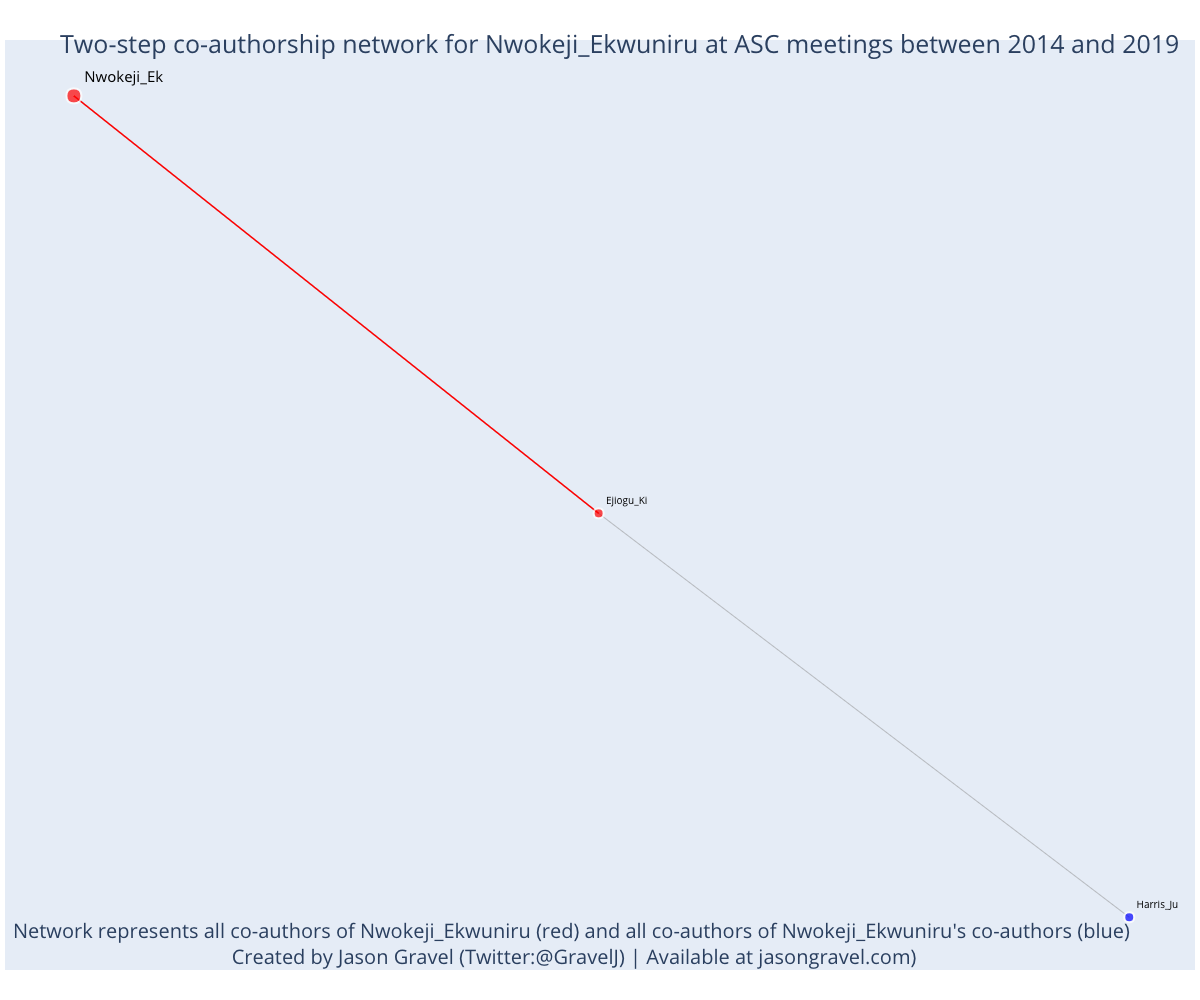 Two-step co-authorship network for Nwokeji_Ekwuniru at ASC meetings between 2014 and 2019
Nwokeji_Ek
Ejiogu_Ki
Harris_Ju
Network represents all co-authors of Nwokeji_Ekwuniru (red) and all co-authors of Nwokeji_Ekwuniru's co-authors (blue)
Created by Jason Gravel (Twitter:@GravelJ) | Available at jasongravel.com)